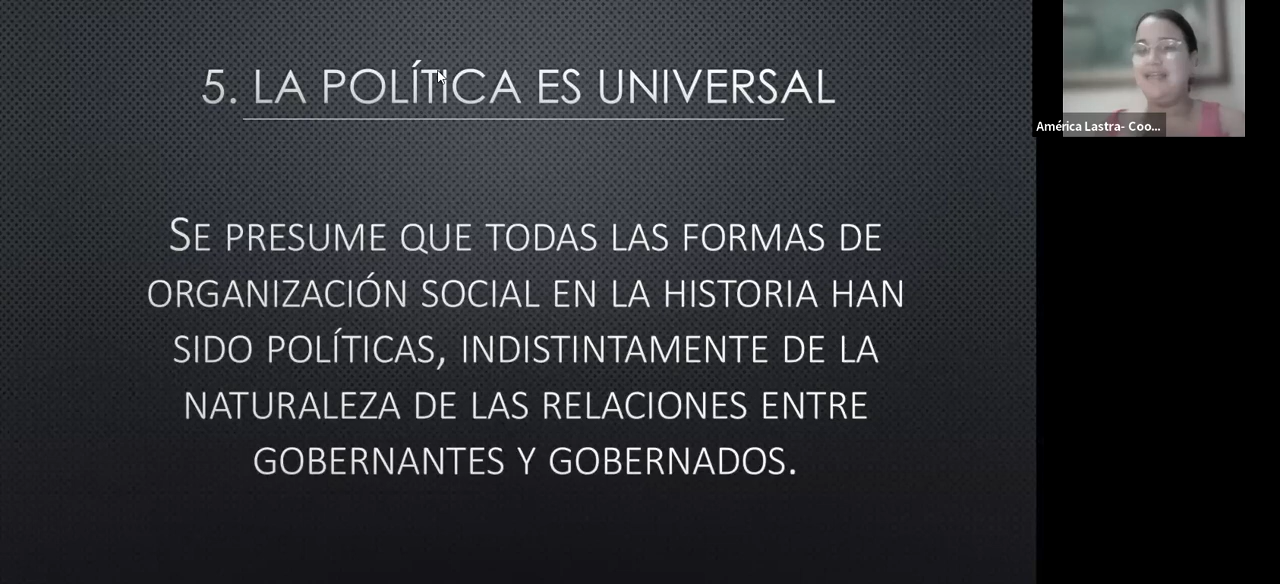 5. LA POLÍTICA ES UNIVERSAL
SE PRESUME QUE TODAS LAS FORMAS DE
ORGANIZACIÓN SOCIAL EN LA HISTORIA HAN
SIDO POLÍTICAS, INDISTINTAMENTE DE LA
NATURALEZA DE LAS RELACIONES ENTRE
GOBERNANTES Y GOBERNADOS.
América Lastra- Coo...